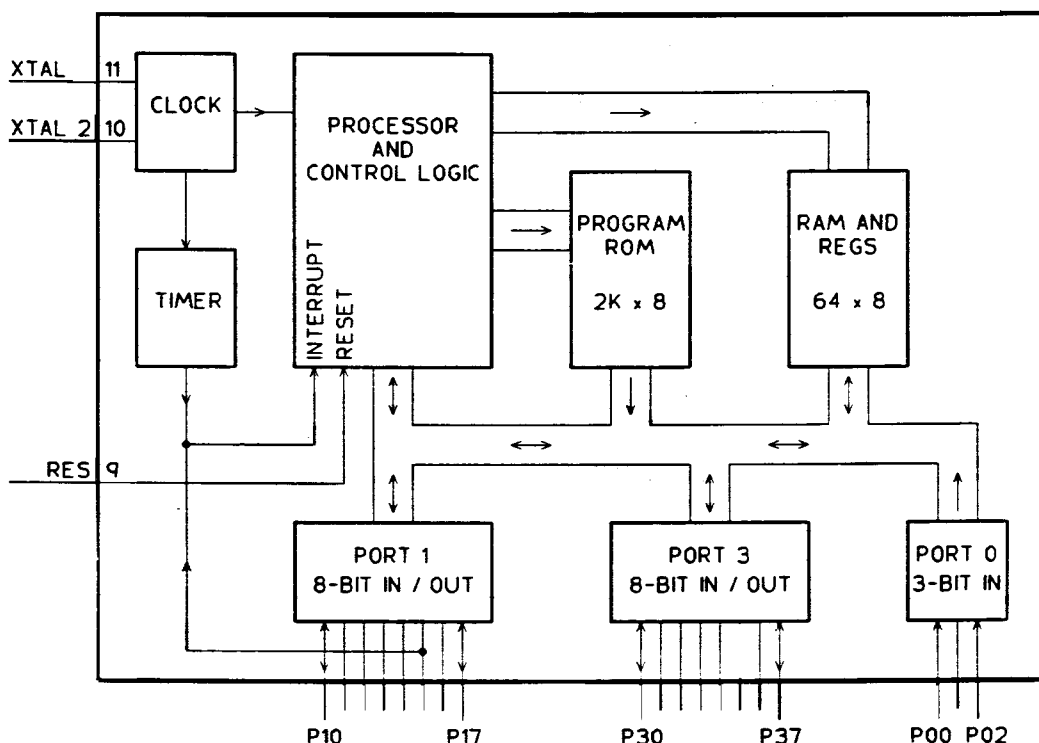 XTAL 11
XTAL 2 10
CLOCK
PROCESSOR
AND
CONTROL LOGIC
INTERRUPT
RESET
PROGRAM
ROM
2K x 8
RAM AND
REGS
64 x 8
TIMER
RES 9
PORT 1
8-BIT IN / OUT
PORT 3
8-BIT IN / OUT
PORT 0
3-BIT IN
P10
P17
P30
P37
P00
P02